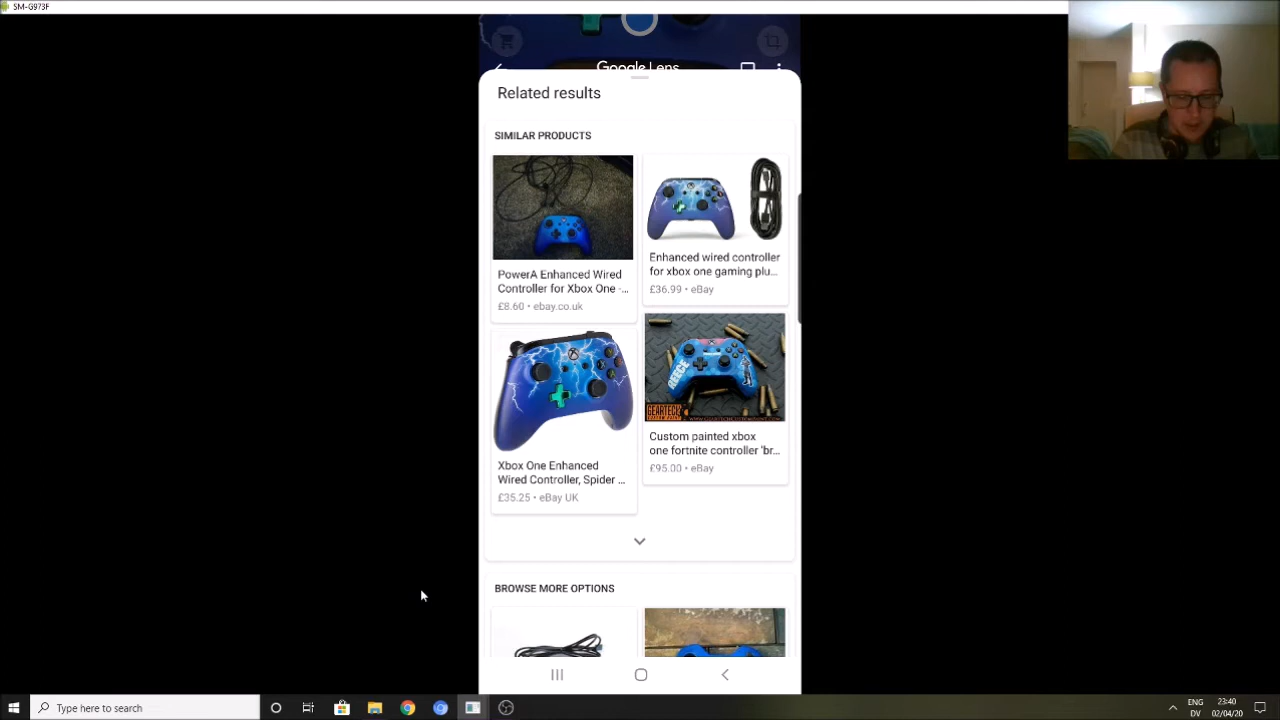 SM-G973F
Google Lens
Related results
SIMILAR PRODUCTS
PowerA Enhanced Wired
Controller for Xbox One -...
£8.60 • ebay.co.uk
Enhanced wired controller
for xbox one gaming plu...
£36.99 • eBay
Xbox One Enhanced
Wired Controller, Spider ...
£35.25 • eBay UK
REECE
GEARTECH
Custom painted xbox
one fortnite controller 'br...
£95.00 • eBay
BROWSE MORE OPTIONS
Type here to search
ENG
DV
23:40
02/04/20